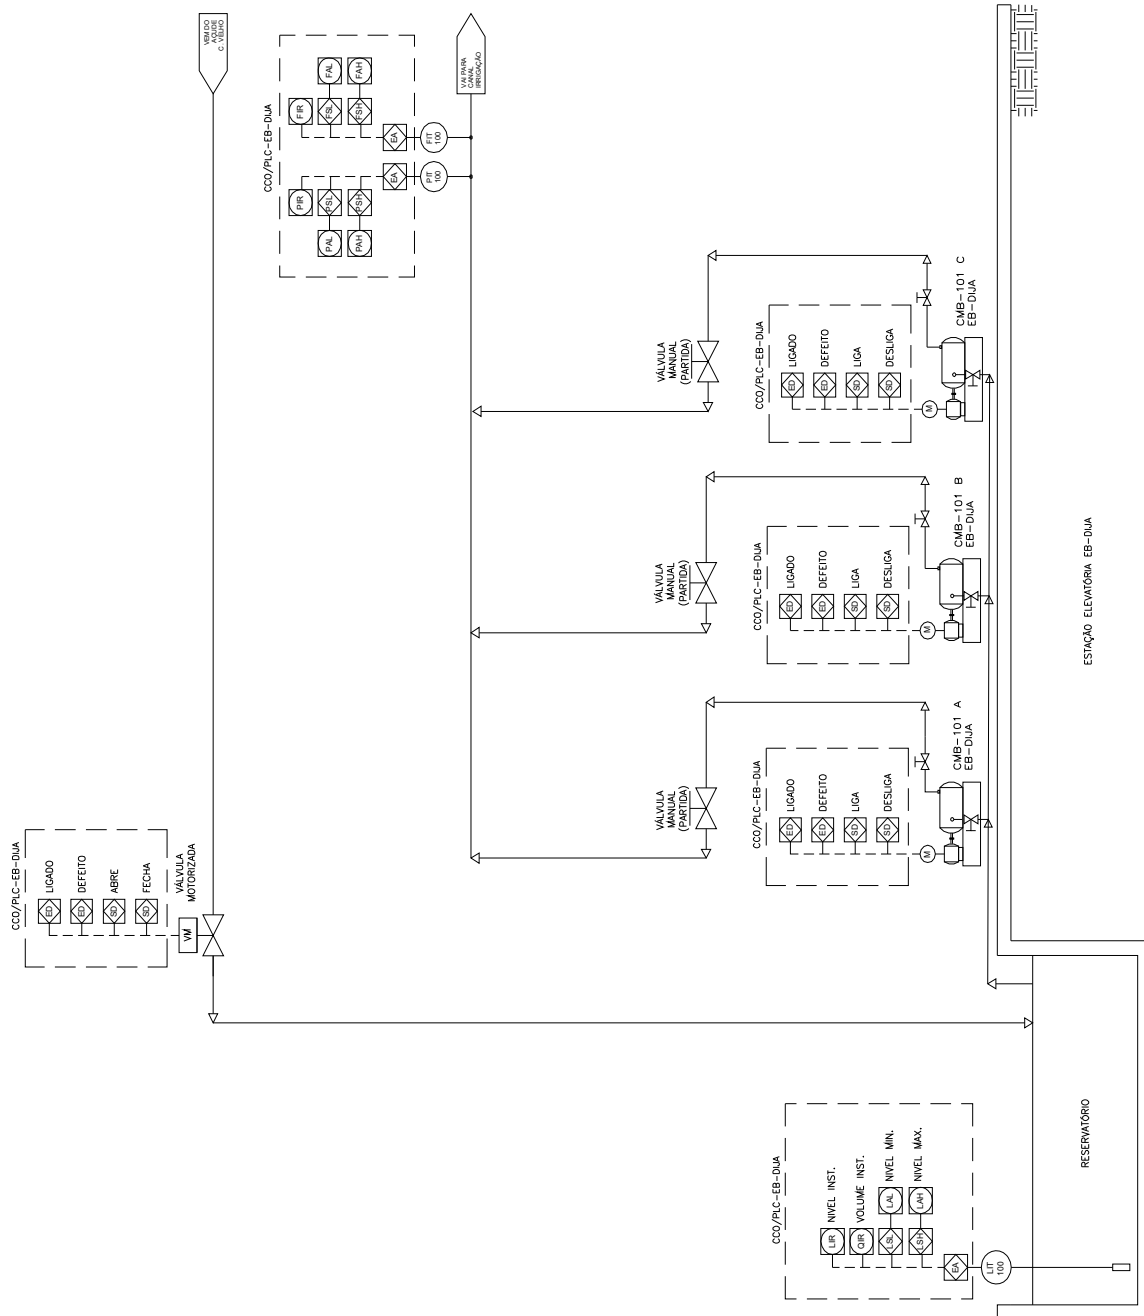 CCO/PLC-EB-DIJA
ED LIGADO
ED DEFEITO
SD ABRE
SD FECHA
VM
VÁLVULA
MOTORIZADA
VEM DO
AÇUDE
C. VELHO
CCO/PLC-EB-DIJA
PIR
PSL
PAL
PSH
PAH
EA
PIT
100
FIR
FSL
FAL
FSH
FAH
EA
FIT
100
VAI PARA
CANAL
IRRIGAÇÃO
VÁLVULA
MANUAL
(PARTIDA)
CCO/PLC-EB-DIJA
ED LIGADO
ED DEFEITO
SD LIGA
SD DESLIGA
M
CMB-101 A
EB-DIJA
VÁLVULA
MANUAL
(PARTIDA)
CCO/PLC-EB-DIJA
ED LIGADO
ED DEFEITO
SD LIGA
SD DESLIGA
M
CMB-101 B
EB-DIJA
VÁLVULA
MANUAL
(PARTIDA)
CCO/PLC-EB-DIJA
ED LIGADO
ED DEFEITO
SD LIGA
SD DESLIGA
M
CMB-101 C
EB-DIJA
CCO/PLC-EB-DIJA
LIR NIVEL INST.
QIR VOLUME INST.
LSL LAL NIVEL MIN.
LSH LAH NIVEL MAX.
EA
LIT
100
RESERVATÓRIO
ESTAÇÃO ELEVATÓRIA EB-DIJA